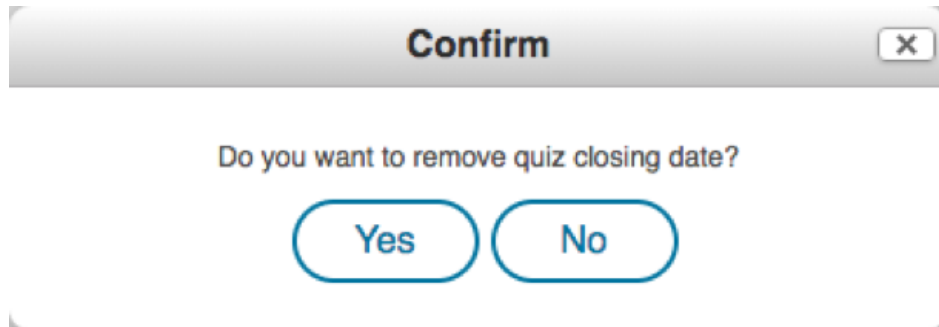 Confirm
Do you want to remove quiz closing date?
Yes No